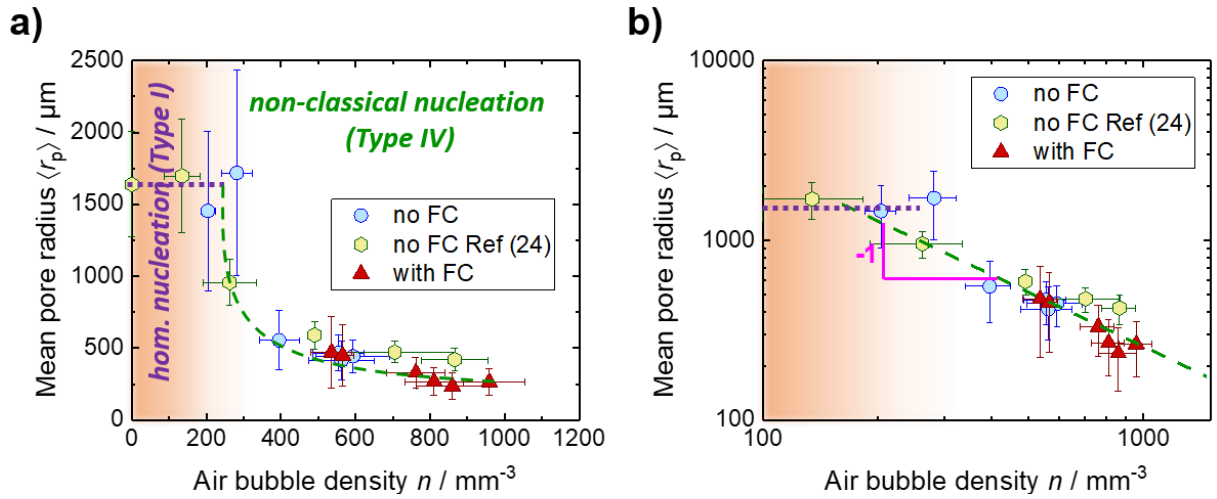 a)
2500
2000
1500
1000
500
0
0 200 400 600 800 1000 1200
Mean pore radius ⟨rp⟩ / µm
Air bubble density n / mm-3
hom. nucleation (Type I)
non-classical nucleation
(Type IV)
no FC
no FC Ref (24)
with FC
b)
10000
1000
100
100 1000
Mean pore radius ⟨rp⟩ / µm
Air bubble density n / mm-3
no FC
no FC Ref (24)
with FC
-1